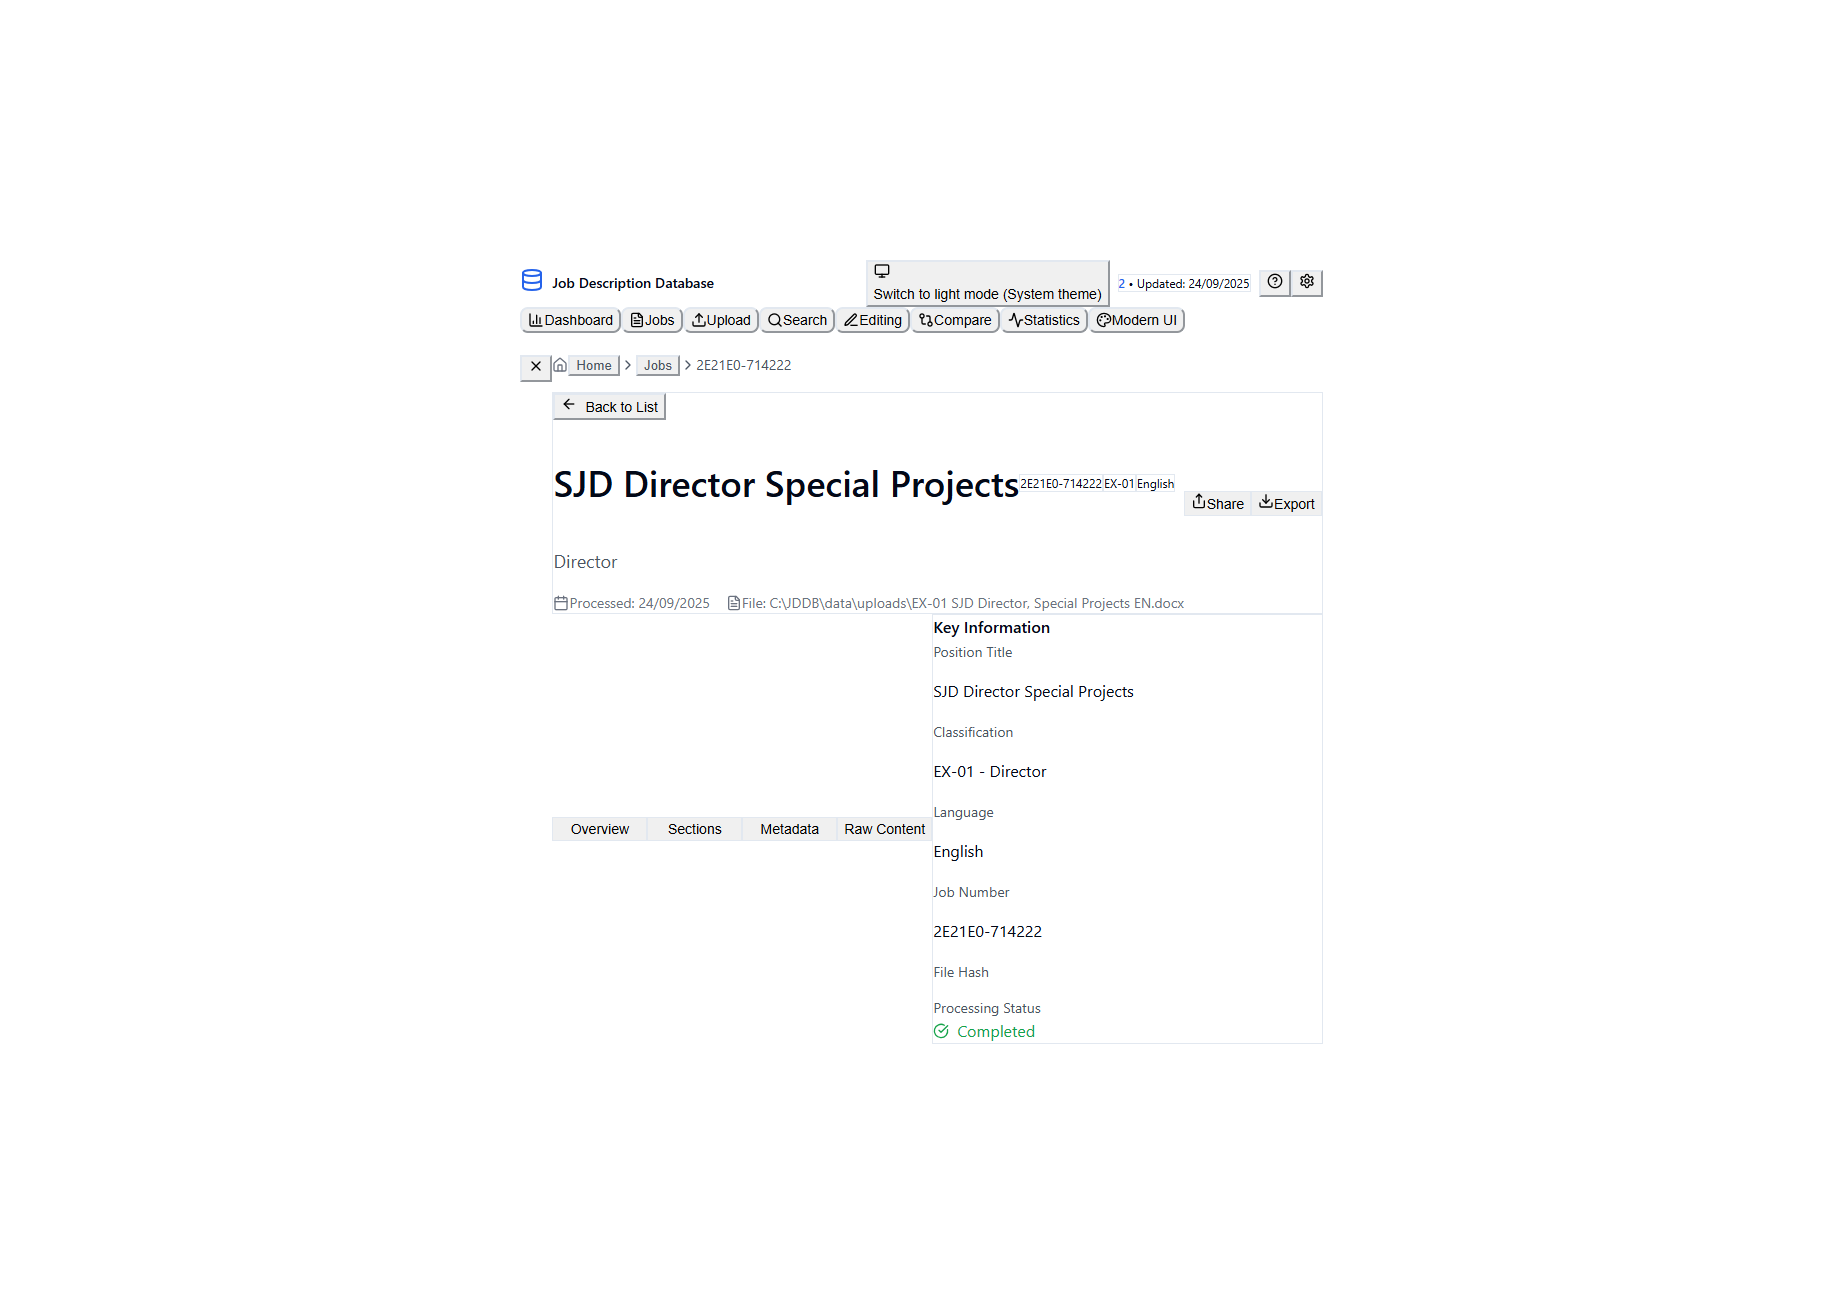 Job Description Database
Switch to light mode (System theme)
2 • Updated: 24/09/2025
Dashboard Jobs Upload Search Editing Compare Statistics Modern UI
Home Jobs 2E21E0-714222
Back to List
SJD Director Special Projects 2E21E0-714222 EX-01 English
Share Export
Director
Processed: 24/09/2025 File: C:\JDDB\data\uploads\EX-01 SJD Director, Special Projects EN.docx
Overview Sections Metadata Raw Content
Key Information
Position Title
SJD Director Special Projects
Classification
EX-01 - Director
Language
English
Job Number
2E21E0-714222
File Hash
Processing Status
Completed